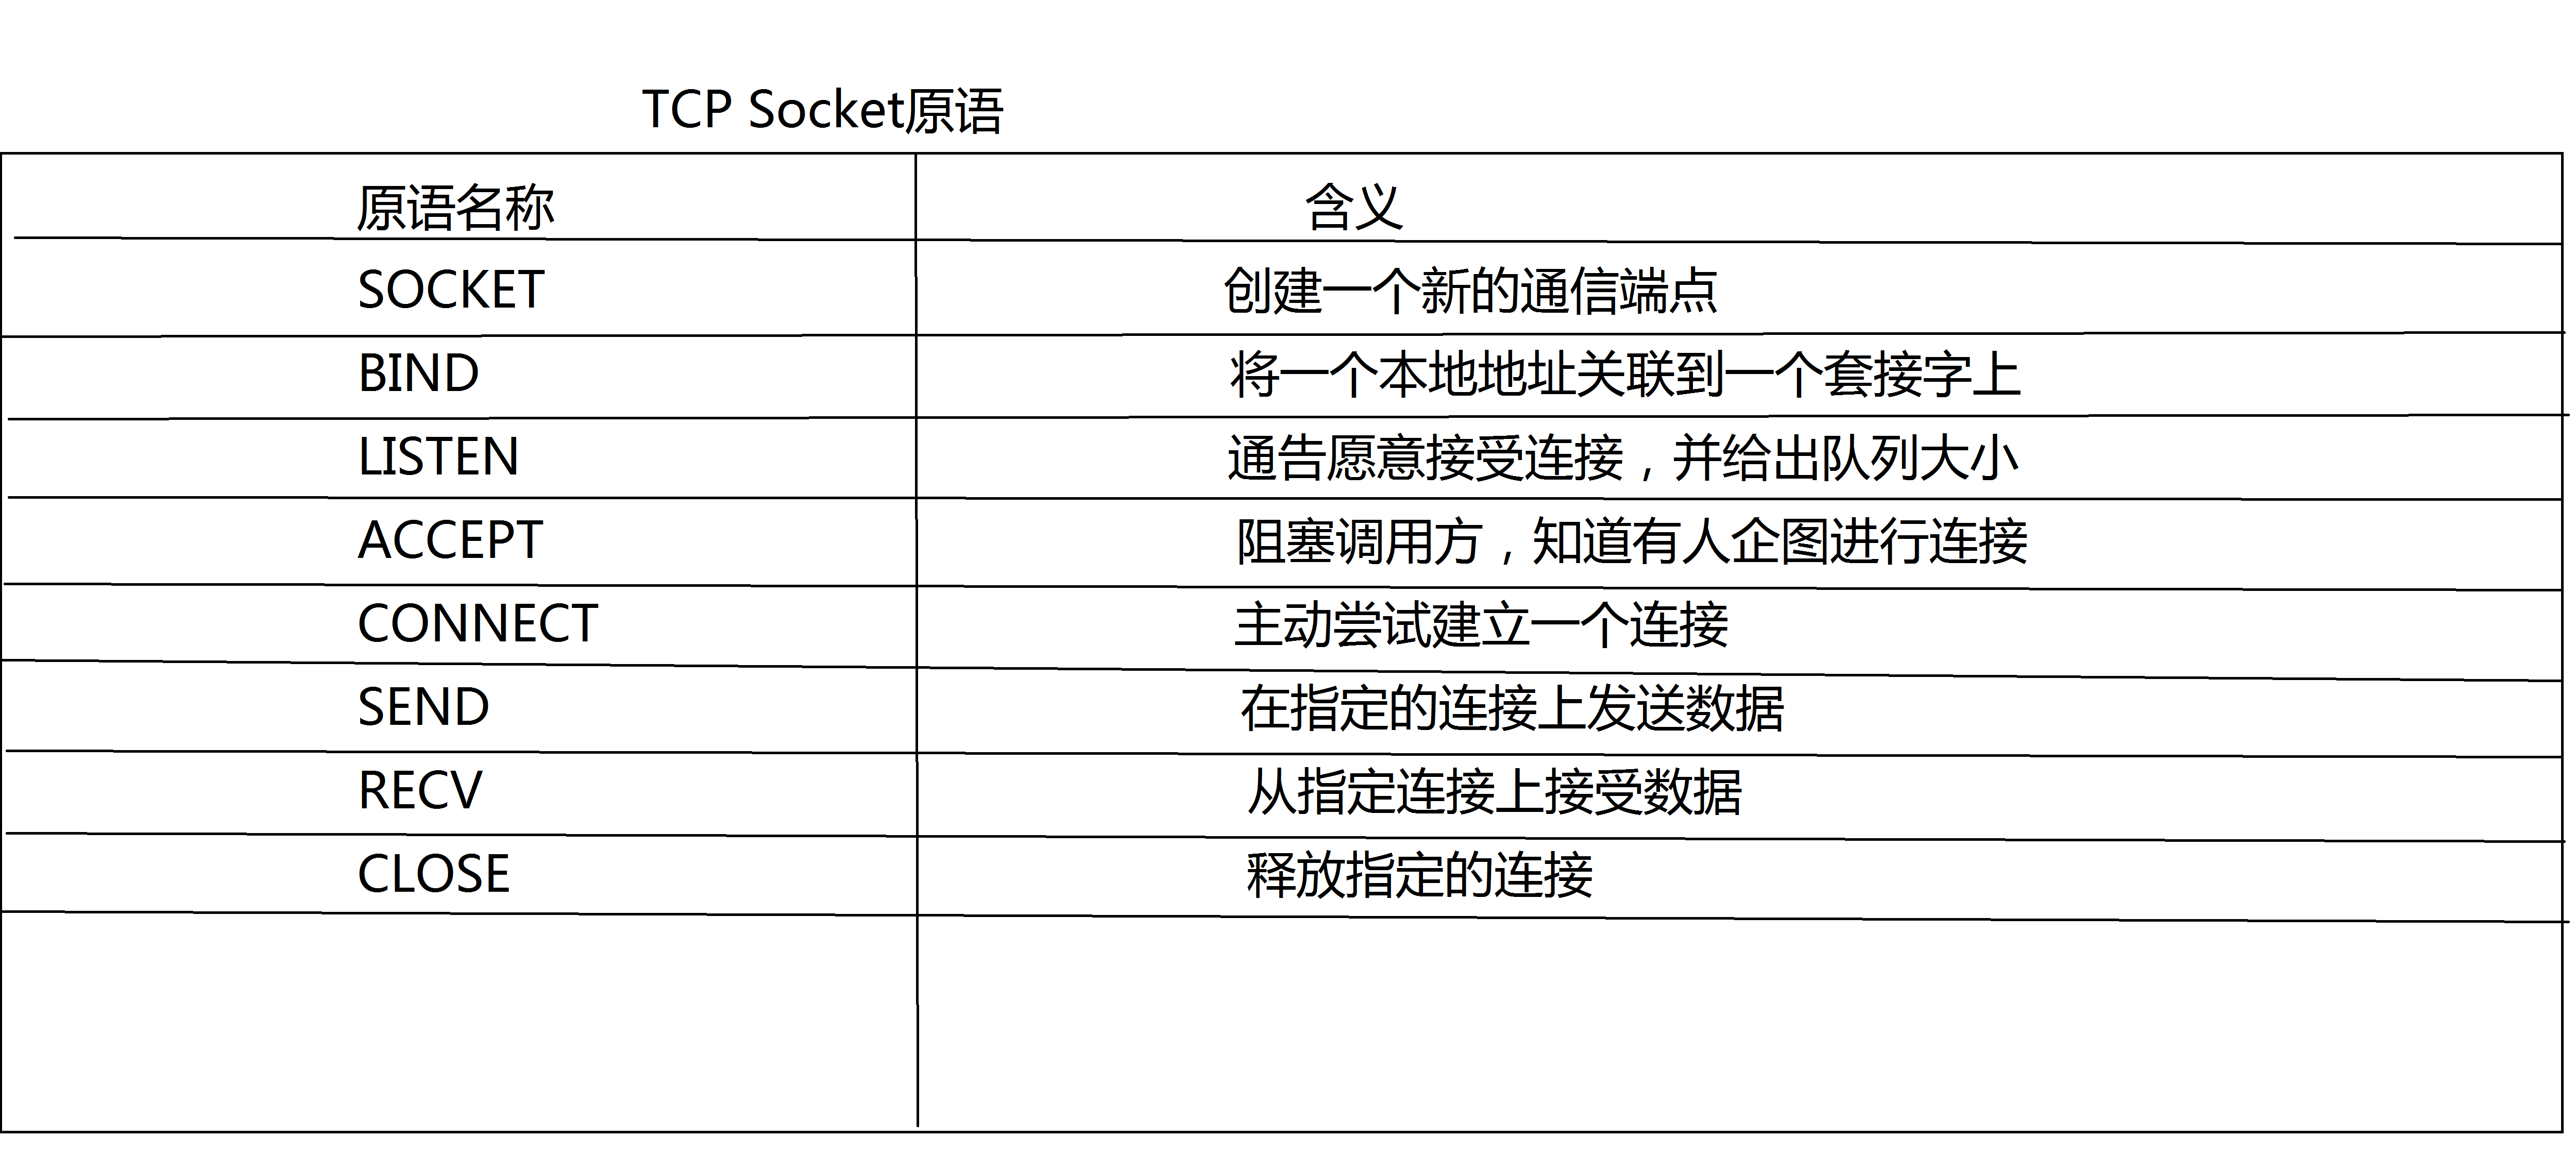 TCP Socket原语
原语名称 含义
SOCKET 创建一个新的通信端点
BIND 将一个本地地址关联到一个套接字上
LISTEN 通告愿意接受连接，并给出队列大小
ACCEPT 阻塞调用方，知道有人企图进行连接
CONNECT 主动尝试建立一个连接
SEND 在指定的连接上发送数据
RECV 从指定连接上接受数据
CLOSE 释放指定的连接